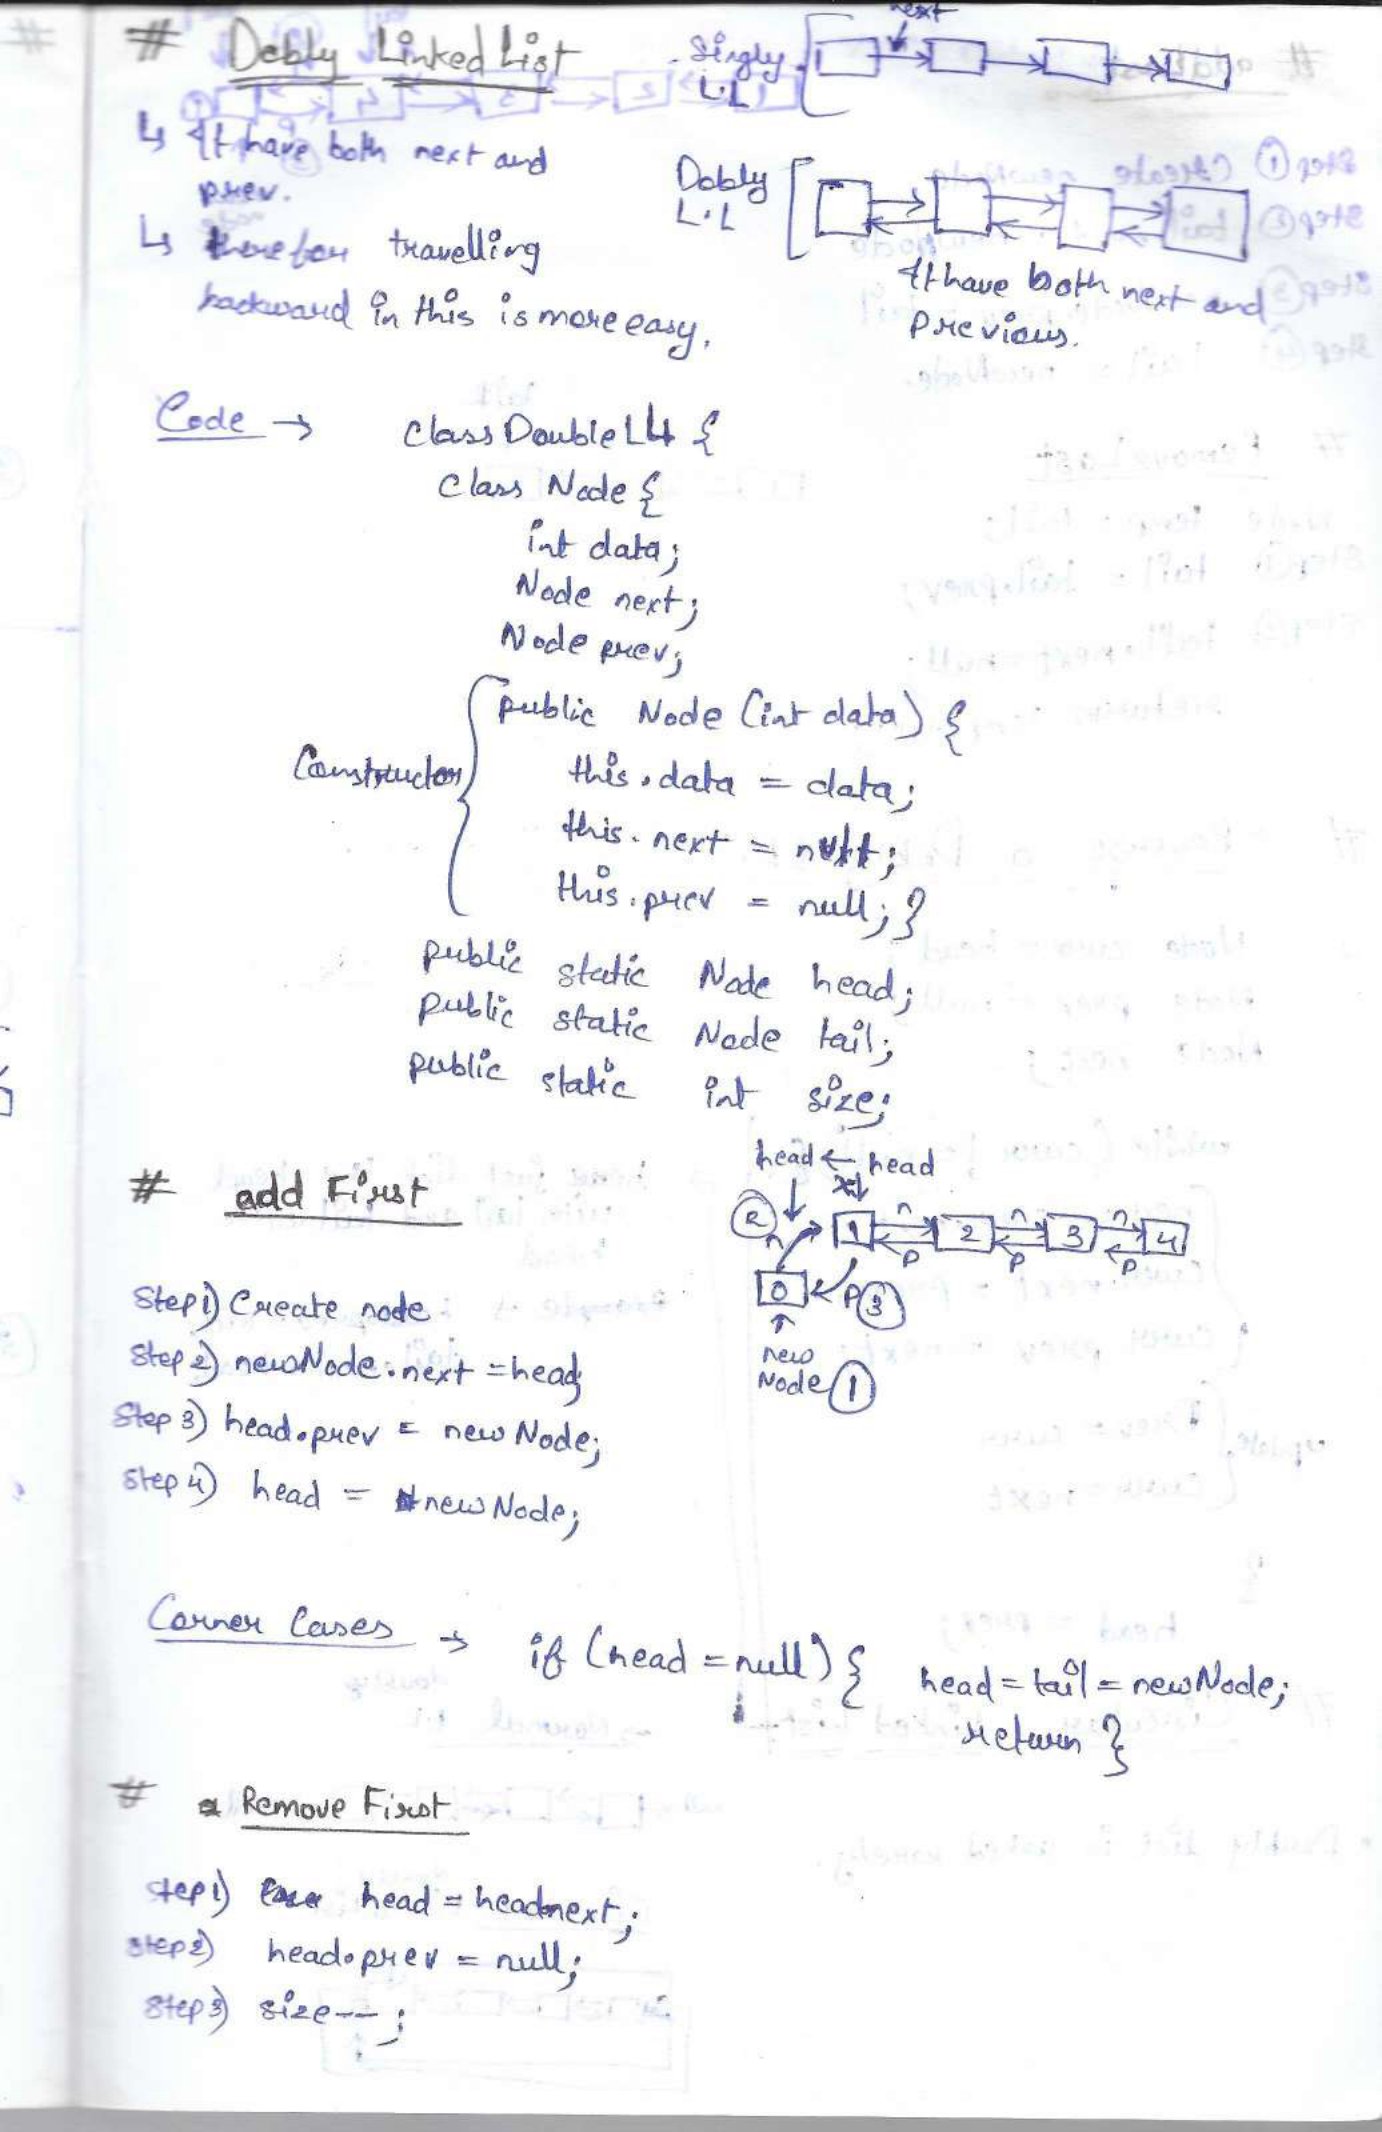 # Dobly Linked List
Singly L.L
next
↳ It have both next and
prev.
Dobly L.L
↳ therefor travelling
backward in this is more easy.
It have both next and
Previous.
Code → class DoubleLL {
class Node {
int data;
Node next;
Node prev;
Constructor
public Node (int data) {
this.data = data;
this.next = null;
this.prev = null; }
public static Node head;
public static Node tail;
public static int size;
# add First
head ← head
x
② n 1 n 2 n 3 n 4
p p p
0 p ③
new
Node ①
Step 1) Create node
Step 2) newNode.next = head;
Step 3) head.prev = newNode;
Step 4) head = newNode;
Corner Cases → if (head = null) { head = tail = newNode;
return }
# Remove First
Step 1) head = head.next;
Step 2) head.prev = null;
Step 3) size--;